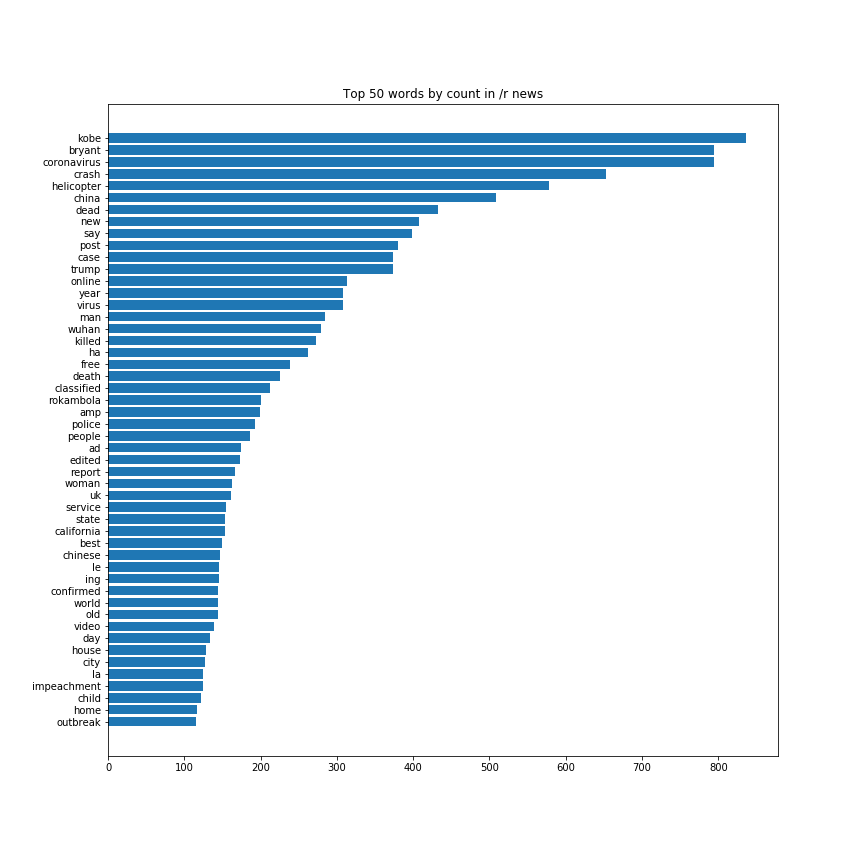 Top 50 words by count in /r news
kobe
bryant
coronavirus
crash
helicopter
china
dead
new
say
post
case
trump
online
year
virus
man
wuhan
killed
ha
free
death
classified
rokambola
amp
police
people
ad
edited
report
woman
uk
service
state
california
best
chinese
le
ing
confirmed
world
old
video
day
house
city
la
impeachment
child
home
outbreak
0 100 200 300 400 500 600 700 800